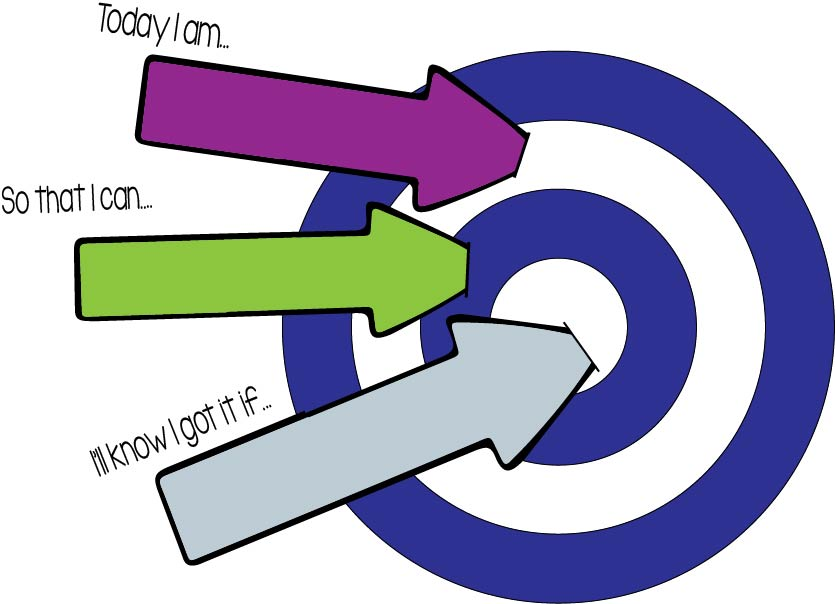 Today I am...
So that I can....
I'll know I got it if...